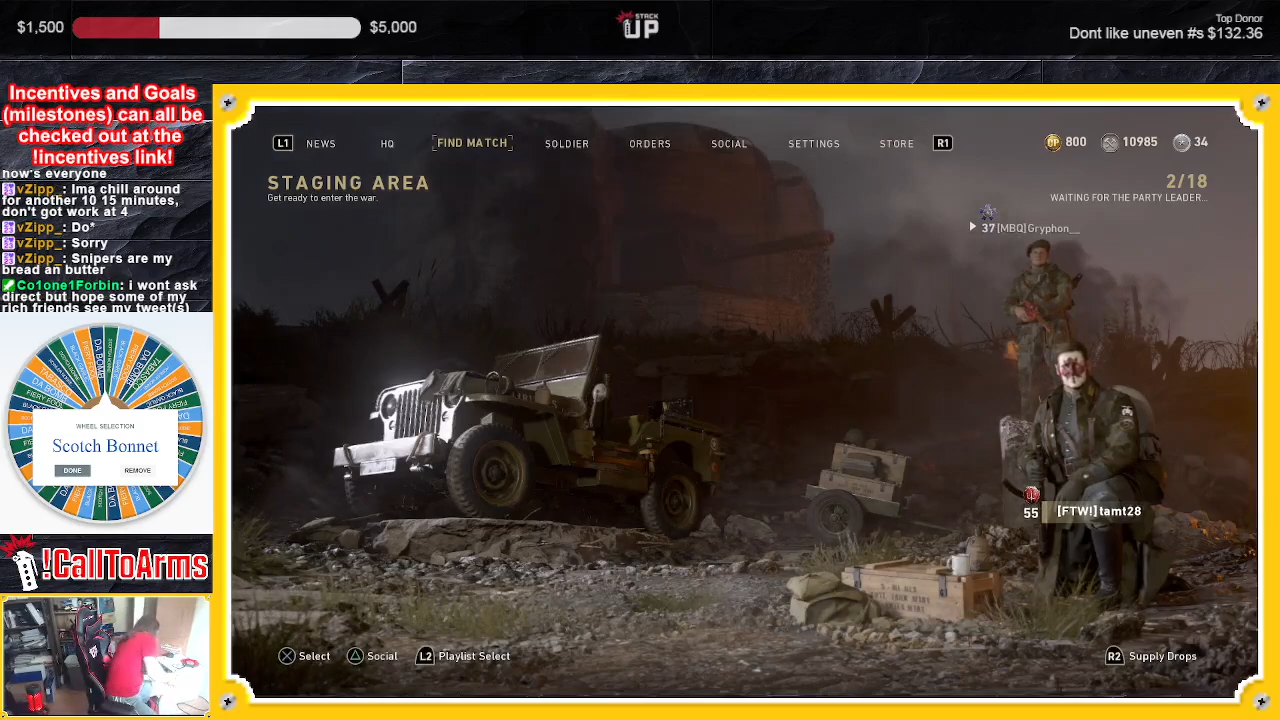 $1,500
$5,000
STACK
UP
Top Donor
Dont like uneven #s $132.36
Incentives and Goals
(milestones) can all be
checked out at the
!incentives link!
now's everyone
vZipp_: Ima chill around
for another 10 15 minutes,
don't got work at 4
vZipp_: Do*
vZipp_: Sorry
vZipp_: Snipers are my
bread an butter
Co1one1Forbin: i wont ask
direct but hope some of my
rich friends see my tweet(s)
WHEEL SELECTION
Scotch Bonnet
DONE REMOVE
!CallToArms
L1 NEWS HQ [FIND MATCH] SOLDIER ORDERS SOCIAL SETTINGS STORE R1
CP 800 10985 34
STAGING AREA
Get ready to enter the war.
2/18
WAITING FOR THE PARTY LEADER...
37 [MBQ]Gryphon__
55 [FTW!]tamt28
Select Social L2 Playlist Select
R2 Supply Drops